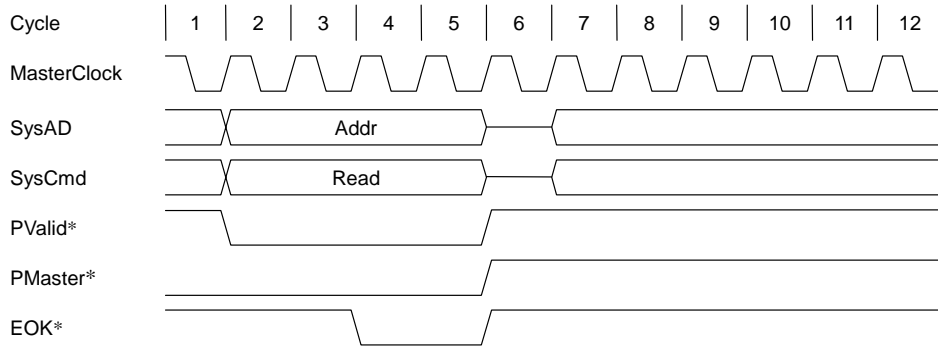 Cycle 1 2 3 4 5 6 7 8 9 10 11 12
MasterClock
SysAD Addr
SysCmd Read
PValid*
PMaster*
EOK*